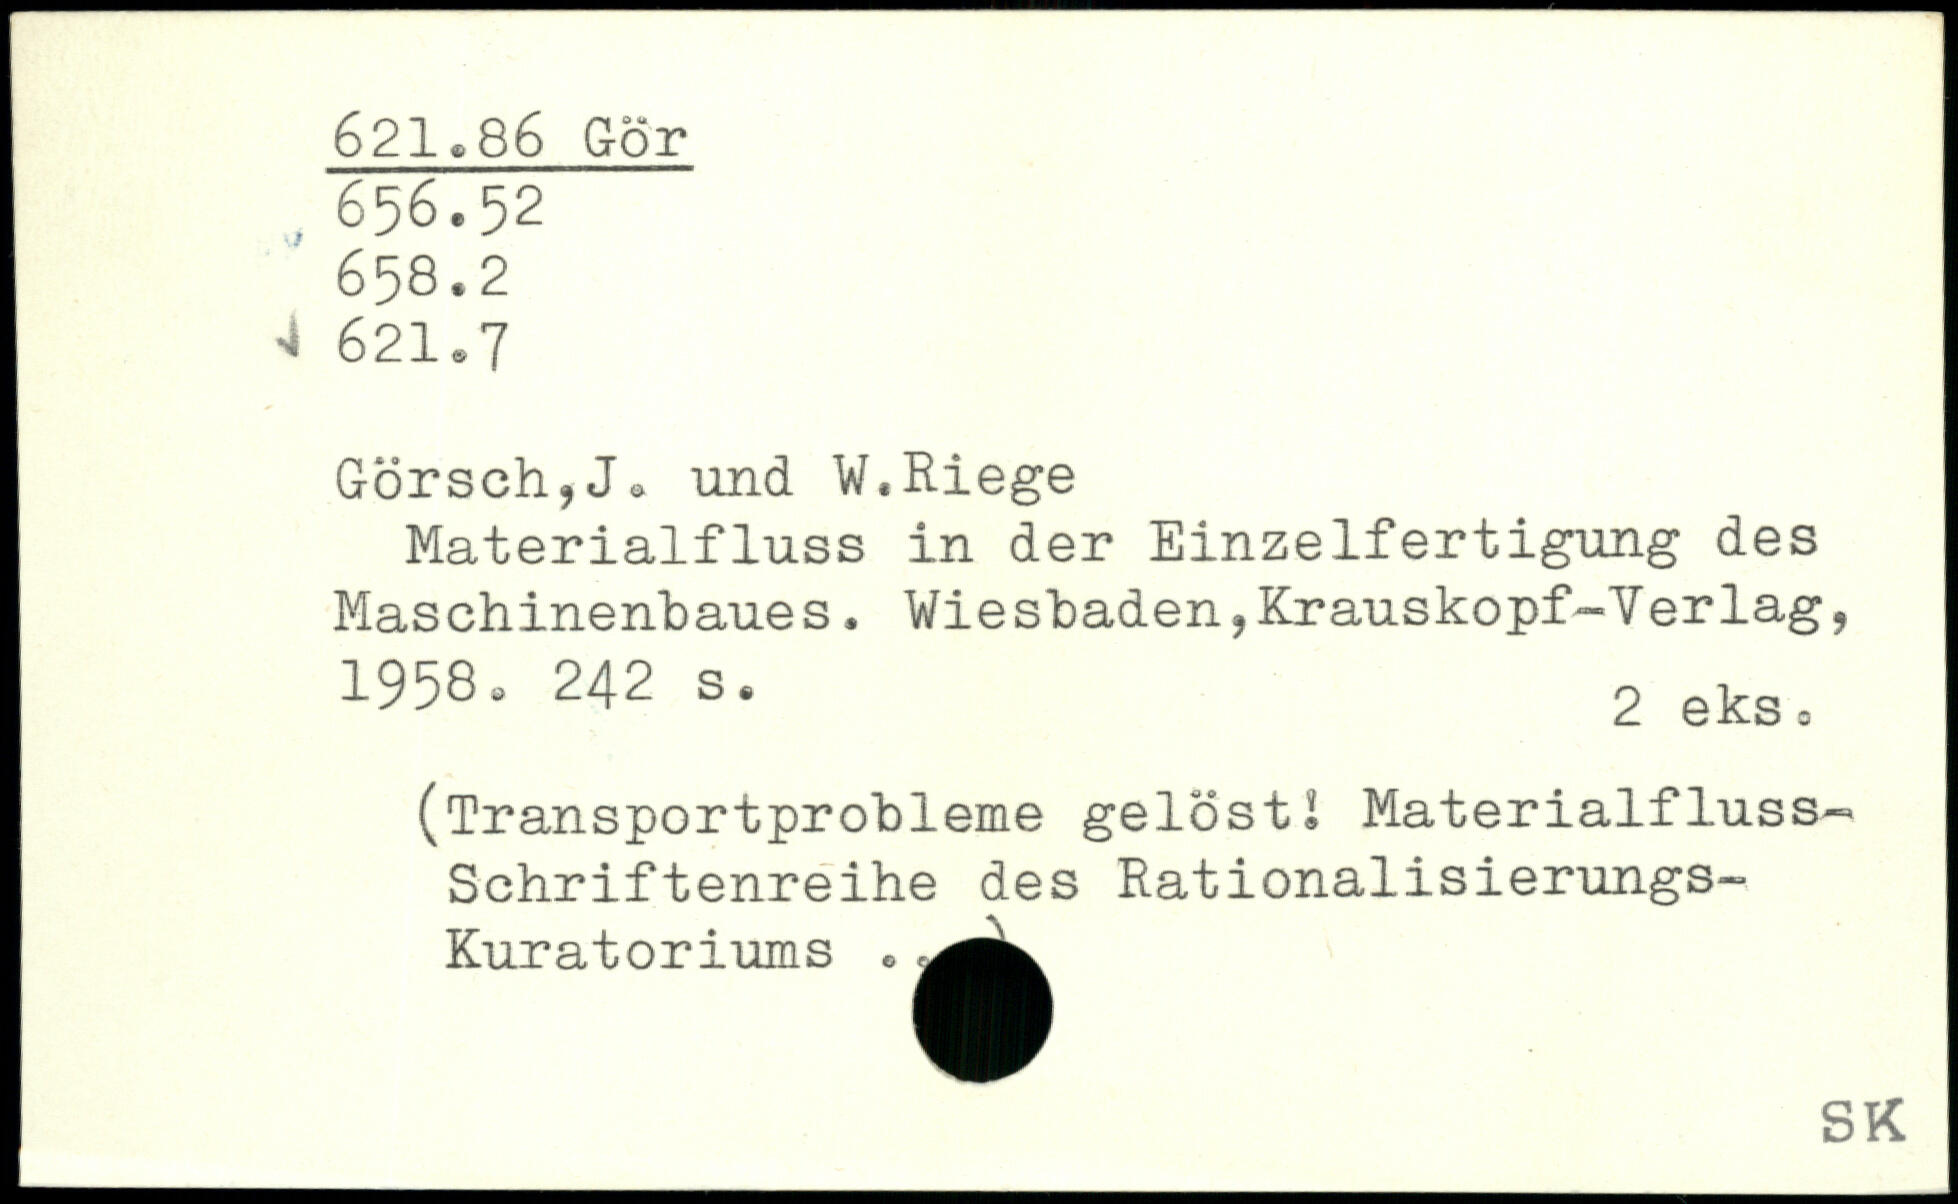 621.86 Gör
656.52
658.2
621.7
Görsch,J. und W.Riege
Materialfluss in der Einzelfertigung des
Maschinenbaues. Wiesbaden,Krauskopf-Verlag,
1958. 242 s.
2 eks.
(Transportprobleme gelöst! Materialfluss-
Schriftenreihe des Rationalisierungs-
Kuratoriums ..)
SK